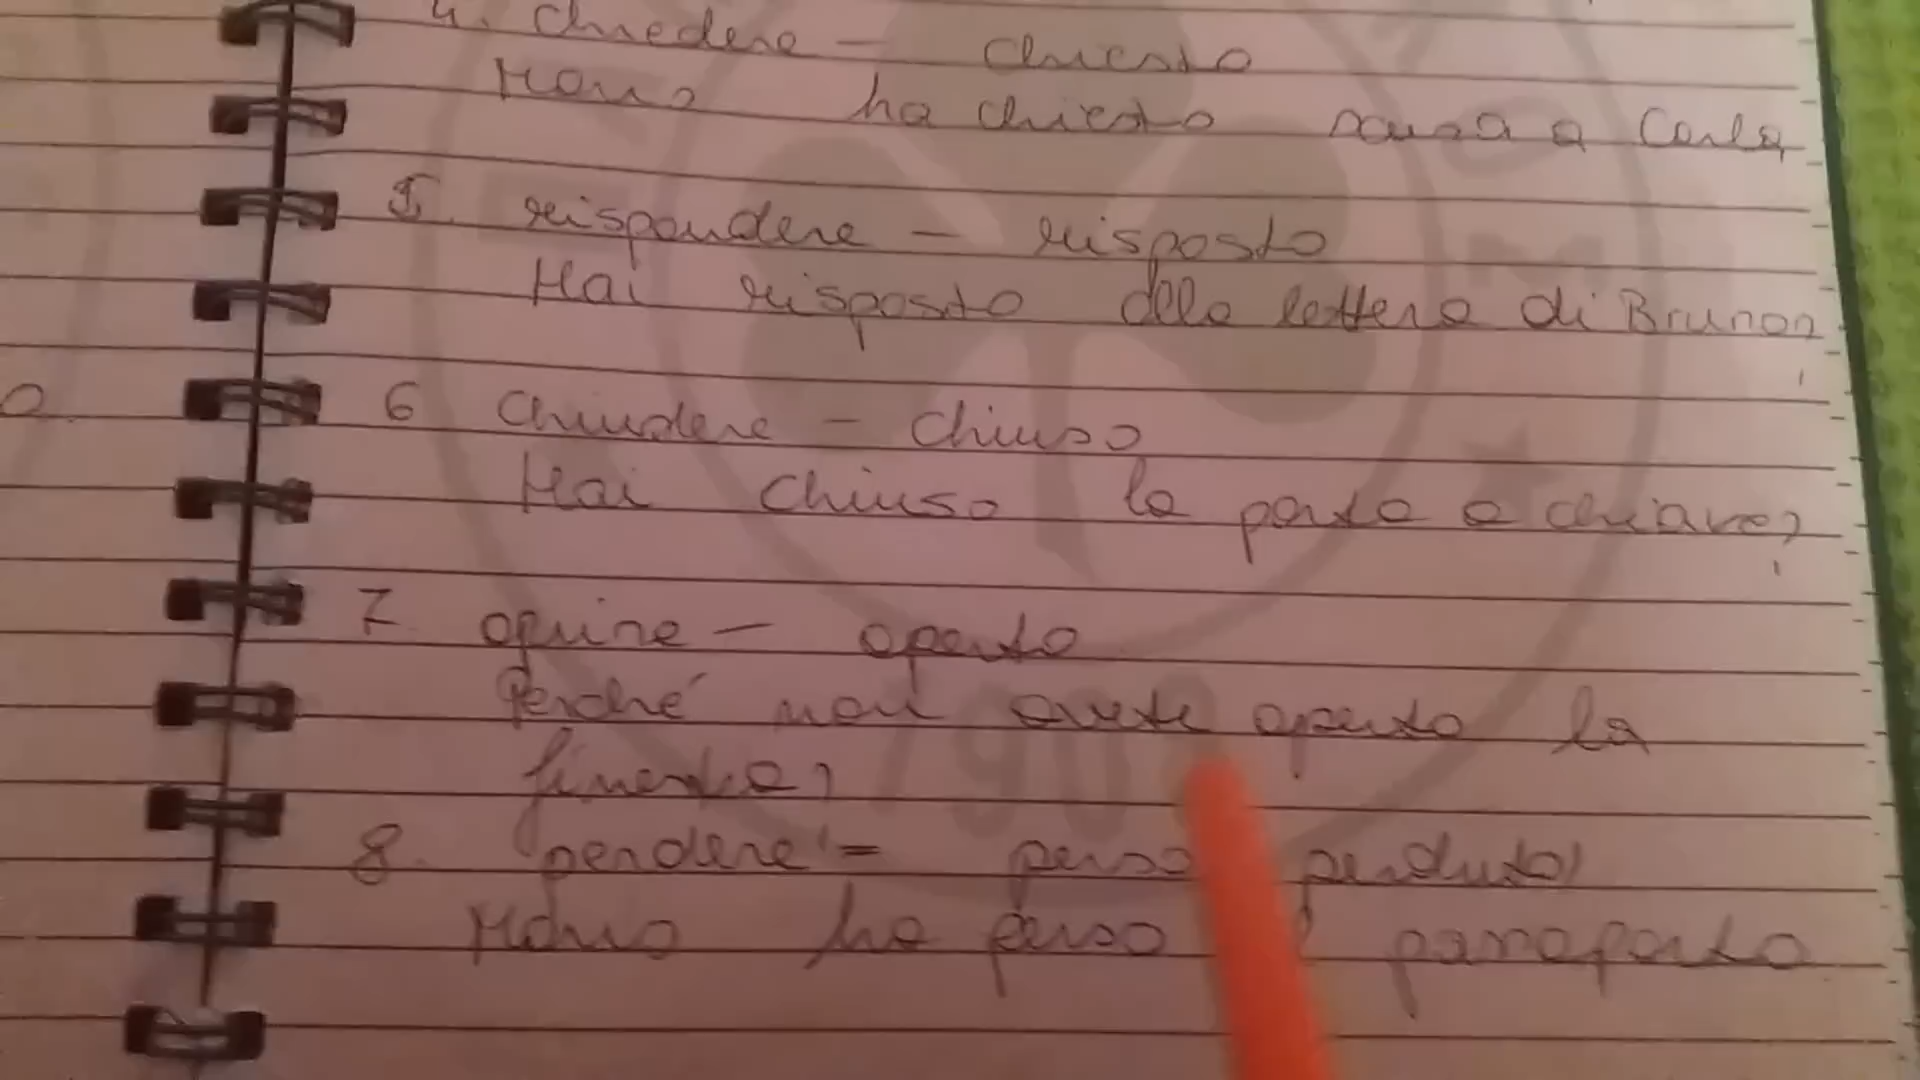 4. chiedere – chiesto
Mario ha chiesto scusa a Carla
5. rispondere – risposto
Hai risposto alla lettera di Bruno?
6 chiudere – chiuso
Hai chiuso la porta a chiave?
7. aprire – aperto
Perché non avete aperto la
finestra?
8. perdere = perso perduto)
Mario ha perso passaporto